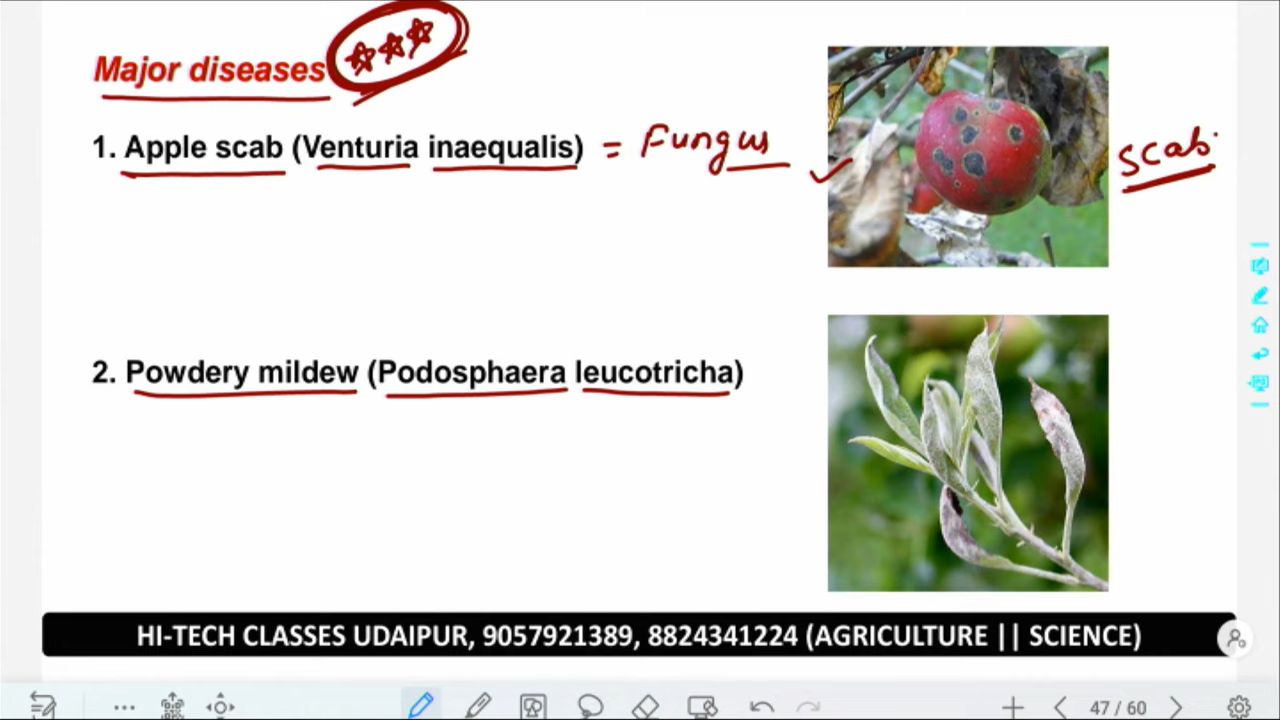 Major diseases
1. Apple scab (Venturia inaequalis) = Fungus
scab
2. Powdery mildew (Podosphaera leucotricha)
HI-TECH CLASSES UDAIPUR, 9057921389, 8824341224 (AGRICULTURE || SCIENCE)
47 / 60